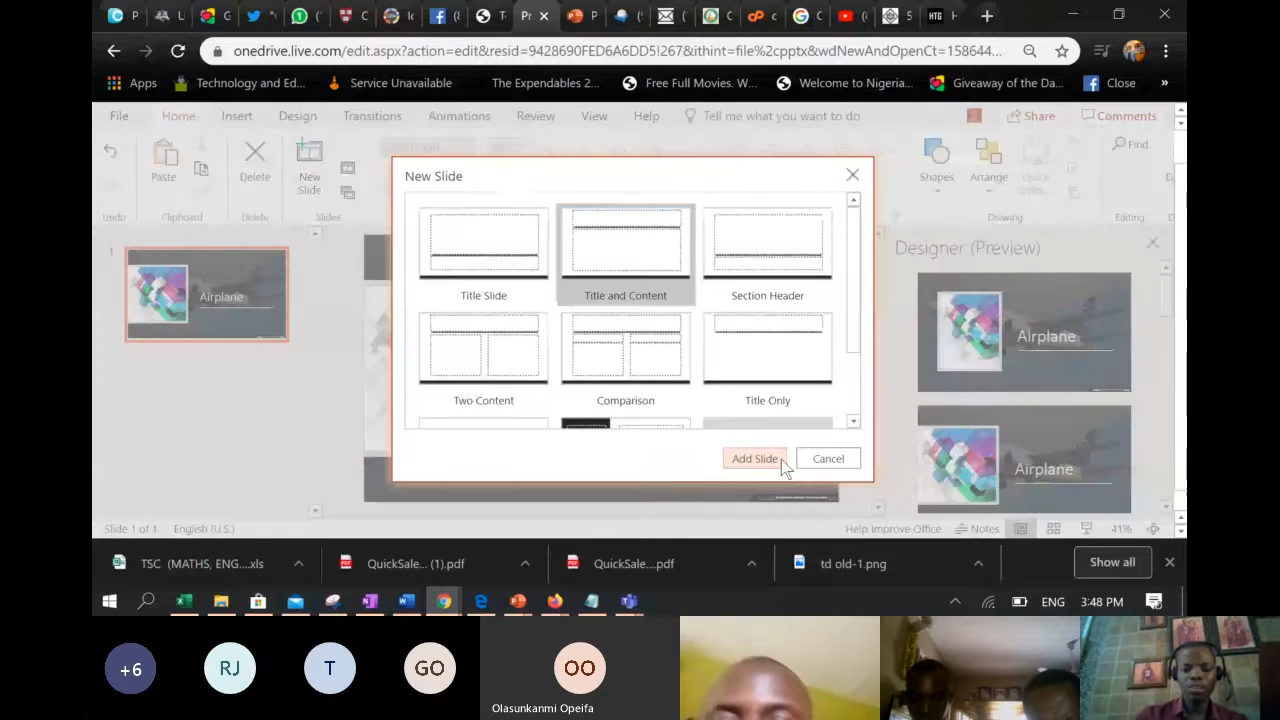 onedrive.live.com/edit.aspx?action=edit&resid=9428690FED6A6DD5!267&ithint=file%2cpptx&wdNewAndOpenCt=158644...
Apps Technology and Ed... Service Unavailable The Expendables 2... Free Full Movies. W... Welcome to Nigeria... Giveaway of the Da... Close »
File Home Insert Design Transitions Animations Review View Help Tell me what you want to do Share Comments
Paste Delete New Slide Shapes Arrange Find
Undo Clipboard Delete Slides Drawing Editing
New Slide
Title Slide Title and Content Section Header
Two Content Comparison Title Only
Add Slide Cancel
1
Airplane
Designer (Preview)
Airplane
Airplane
Slide 1 of 1 English (U.S.) Help Improve Office Notes 41%
TSC (MATHS, ENG....xls QuickSale... (1).pdf QuickSale....pdf td old-1.png Show all
ENG 3:48 PM
+6 RJ T GO OO
Olasunkanmi Opeifa